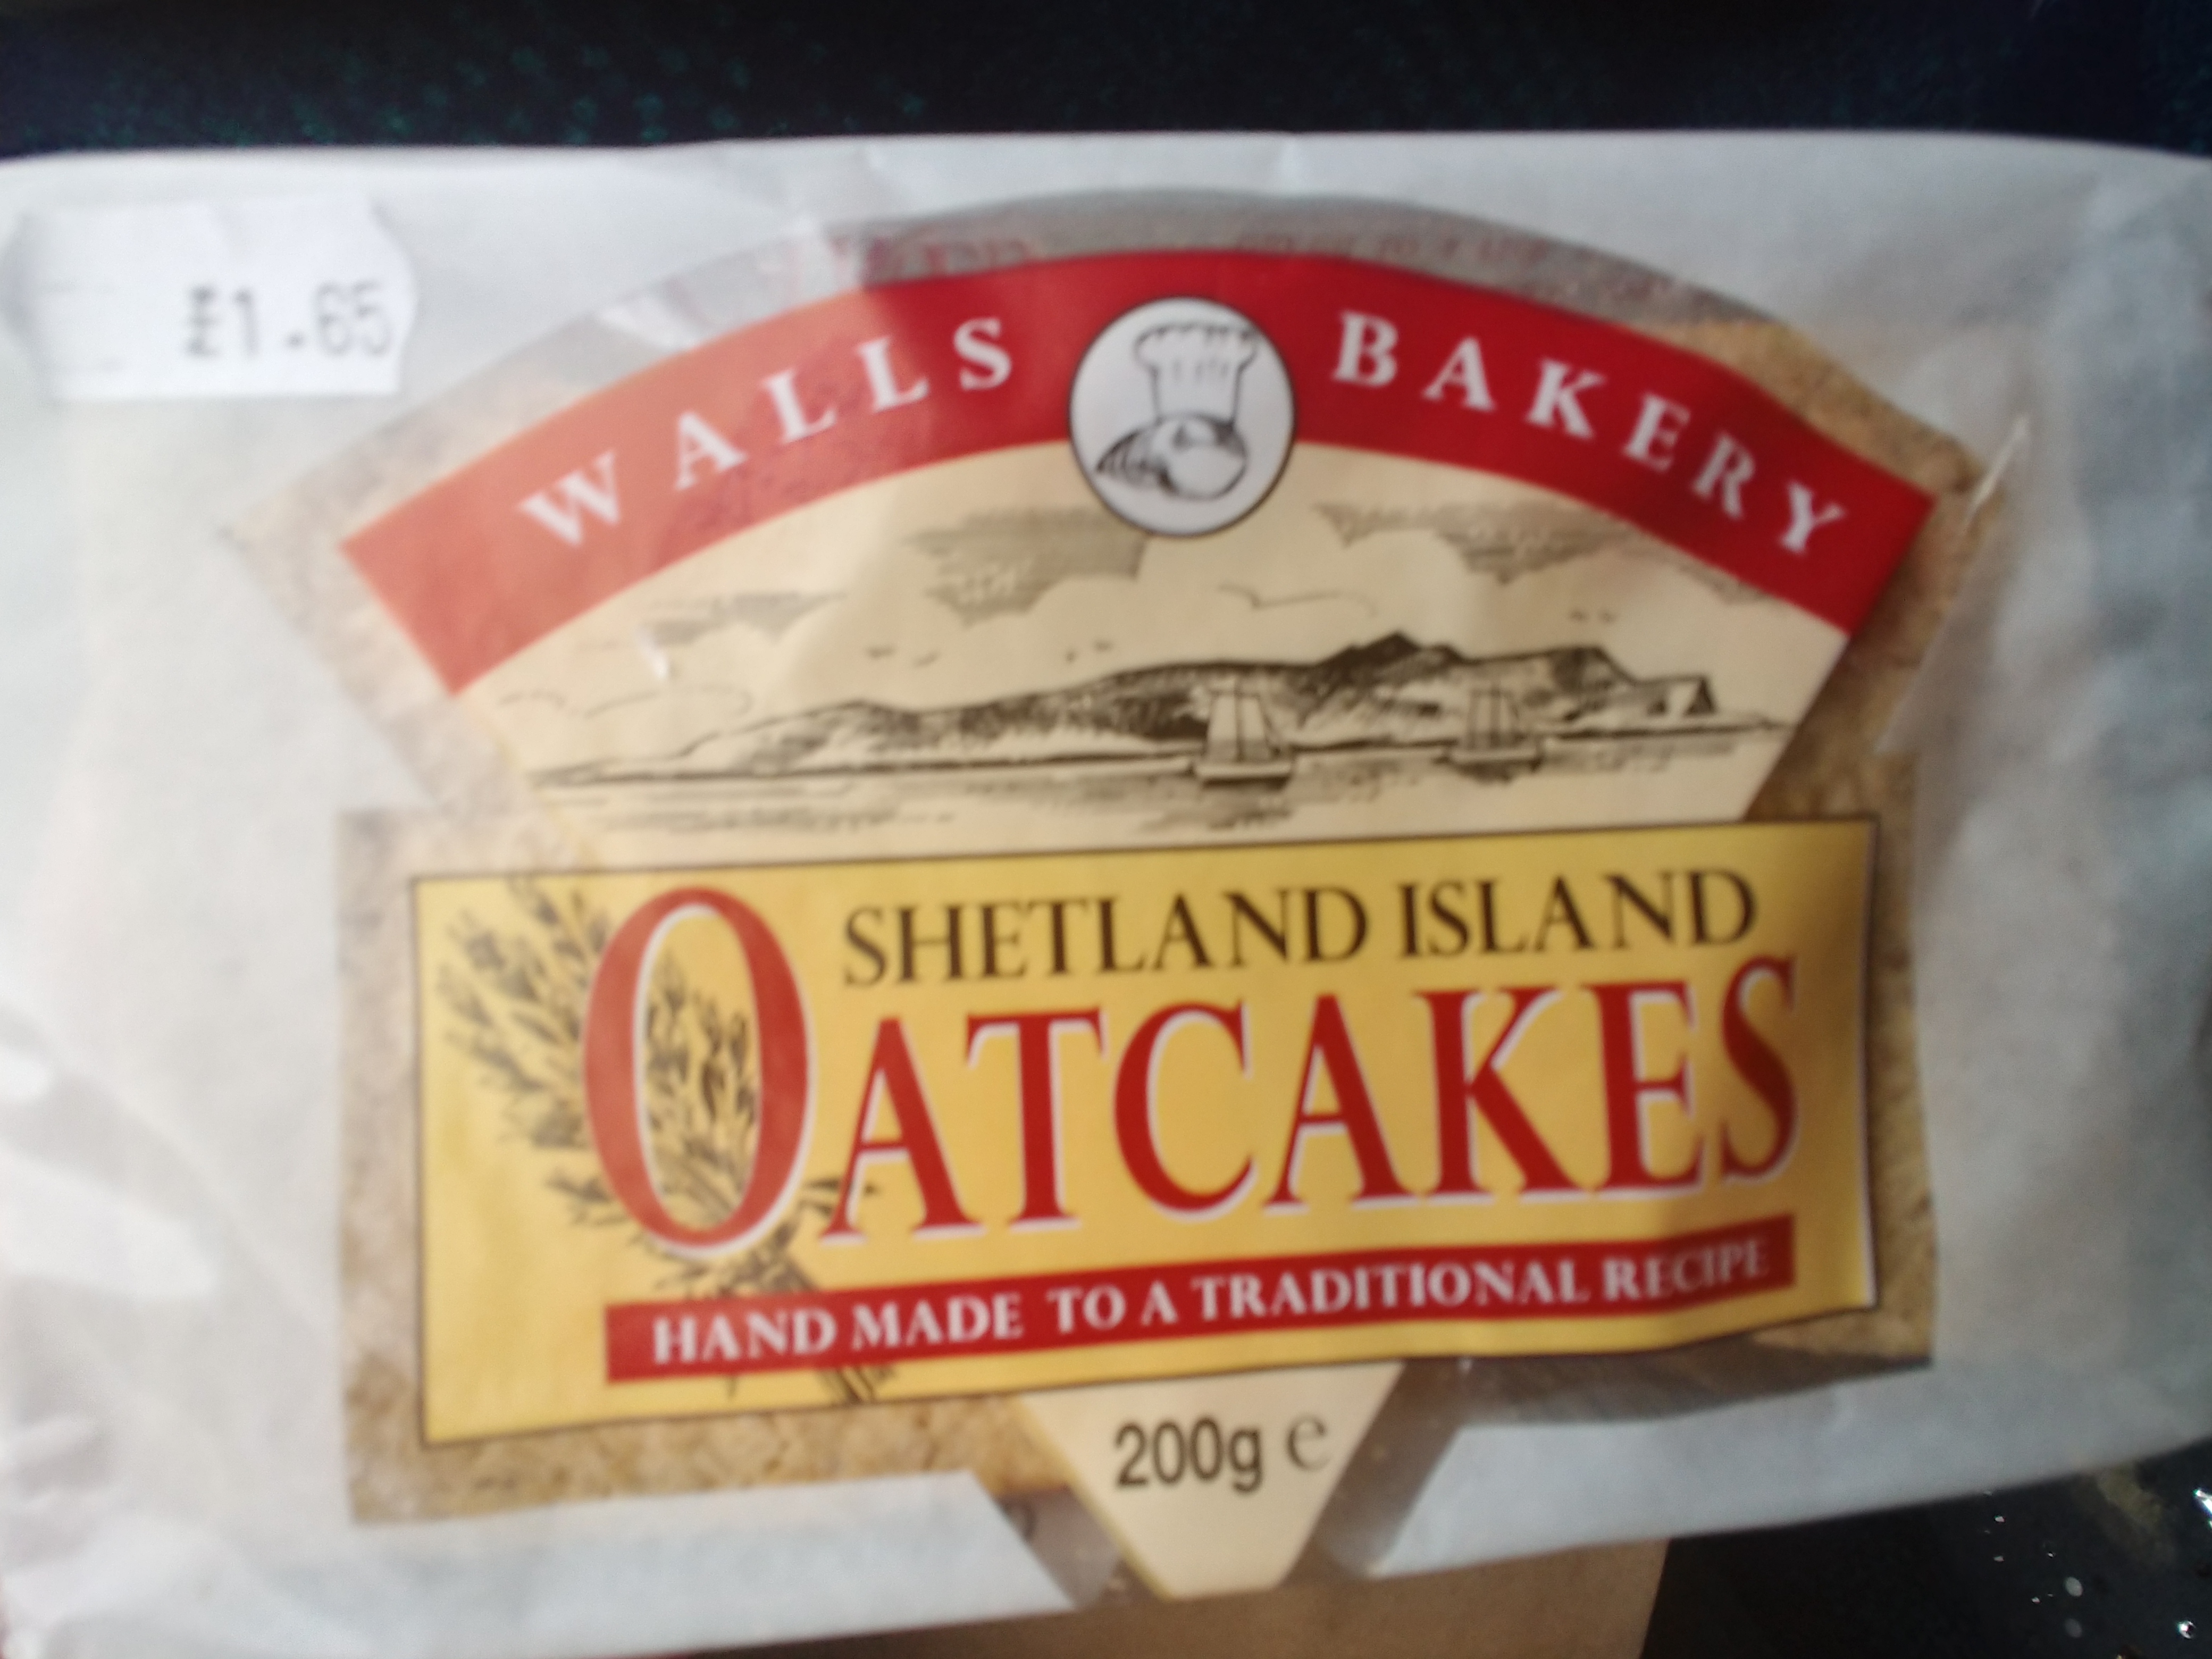 £1.65
WALLS BAKERY
SHETLAND ISLAND
OATCAKES
HAND MADE TO A TRADITIONAL RECIPE
200g e